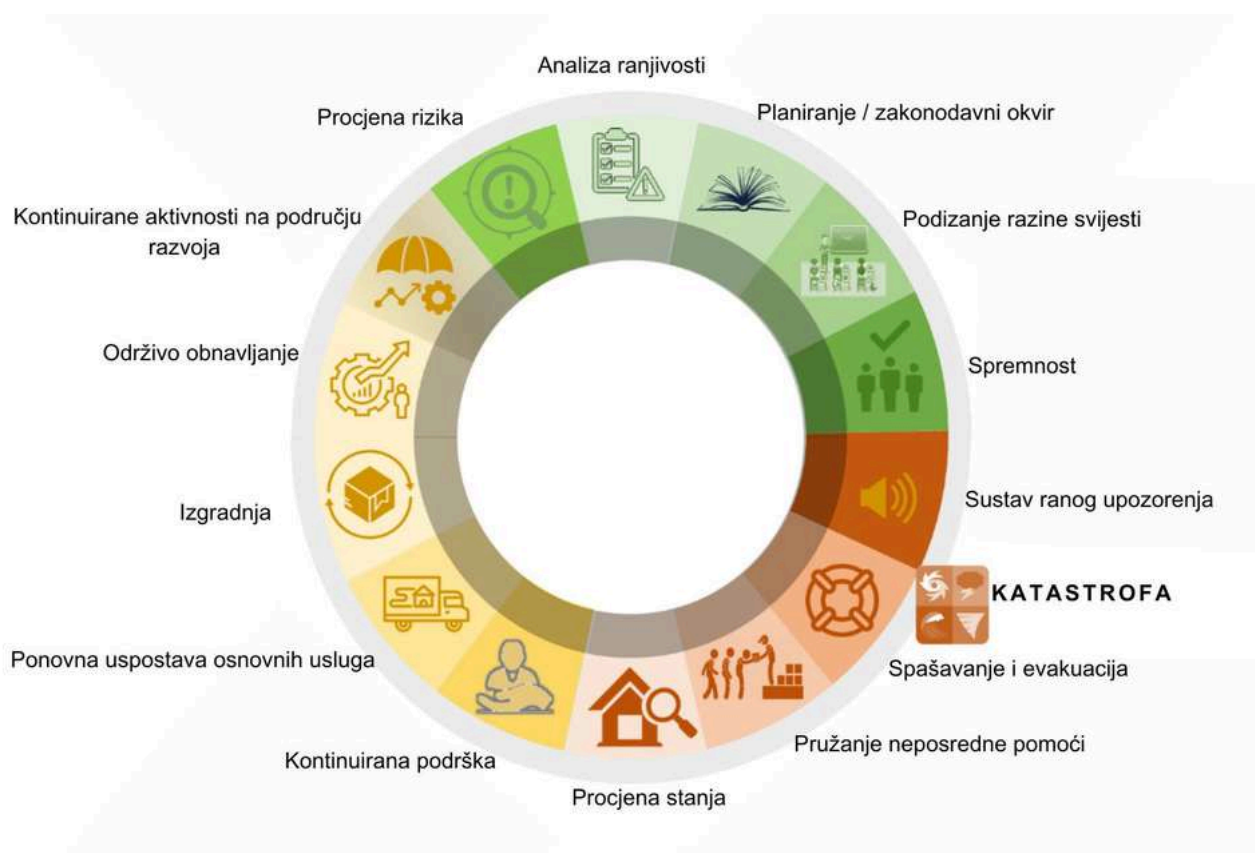 Analiza ranjivosti
Planiranje / zakonodavni okvir
Procjena rizika
Podizanje razine svijesti
Kontinuirane aktivnosti na području
razvoja
Održivo obnavljanje
Spremnost
Sustav ranog upozorenja
Izgradnja
KATASTROFA
Ponovna uspostava osnovnih usluga
Spašavanje i evakuacija
Pružanje neposredne pomoći
Kontinuirana podrška
Procjena stanja